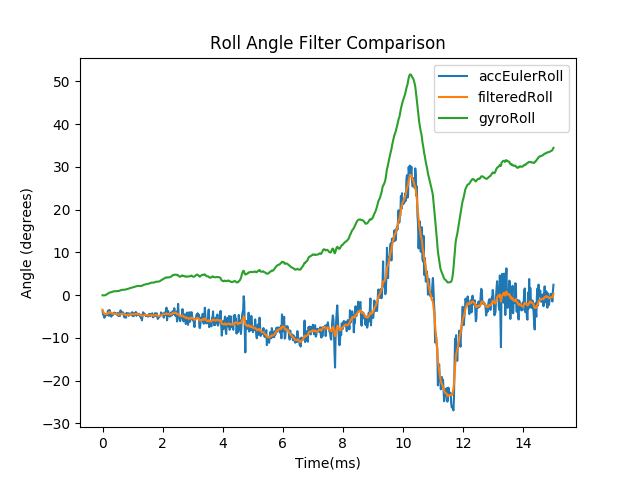 Roll Angle Filter Comparison
accEulerRoll
filteredRoll
gyroRoll
Angle (degrees)
50
40
30
20
10
0
−10
−20
−30
0 2 4 6 8 10 12 14
Time(ms)